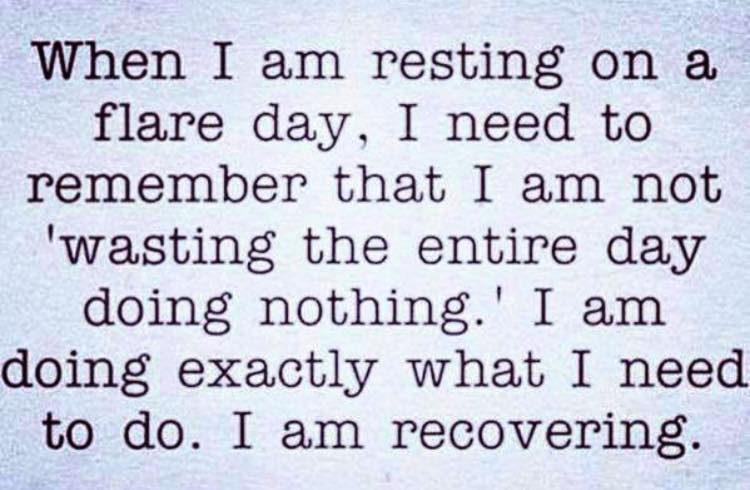 When I am resting on a
flare day, I need to
remember that I am not
'wasting the entire day
doing nothing.' I am
doing exactly what I need
to do. I am recovering.